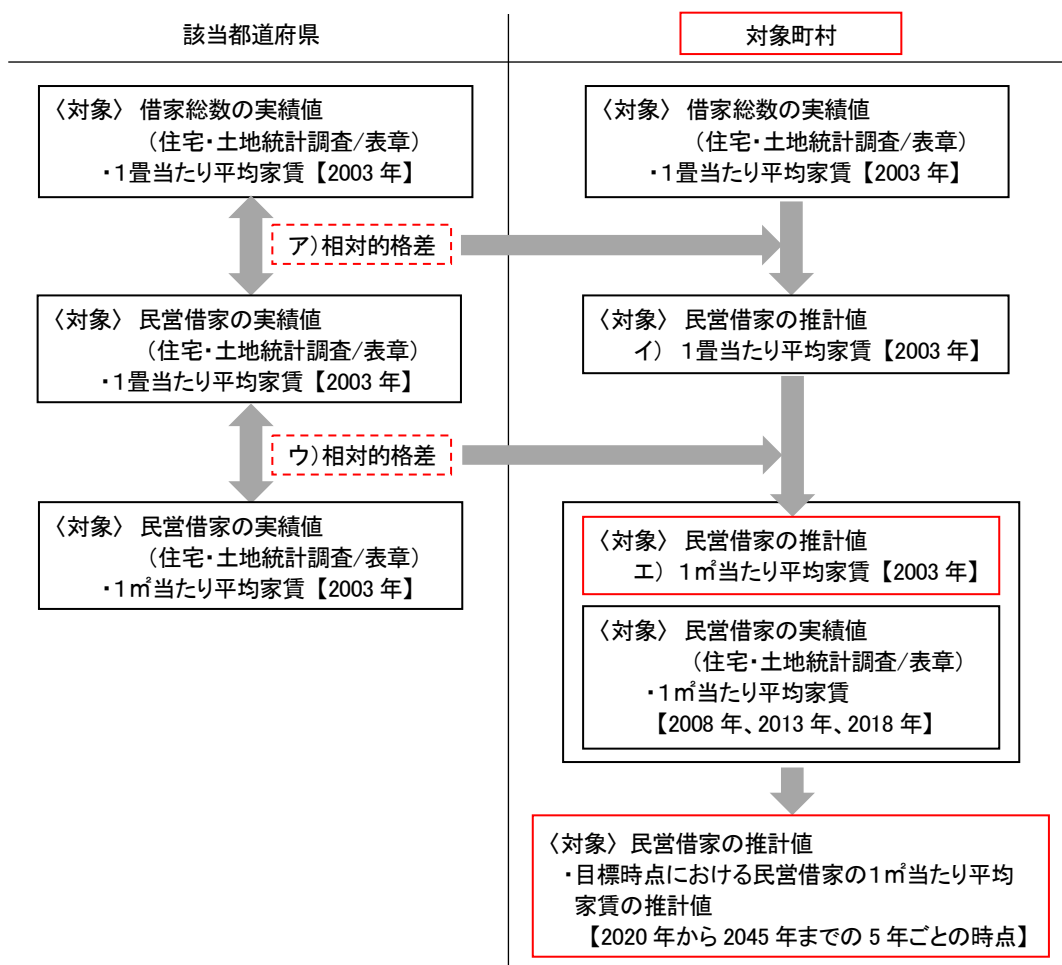 該当都道府県
対象町村
〈対象〉 借家総数の実績値
(住宅・土地統計調査/表章)
・1畳当たり平均家賃【2003 年】
〈対象〉 借家総数の実績値
(住宅・土地統計調査/表章)
・1畳当たり平均家賃【2003 年】
ア)相対的格差
〈対象〉 民営借家の実績値
(住宅・土地統計調査/表章)
・1畳当たり平均家賃【2003 年】
〈対象〉 民営借家の推計値
イ) 1畳当たり平均家賃【2003 年】
ウ)相対的格差
〈対象〉 民営借家の実績値
(住宅・土地統計調査/表章)
・1㎡当たり平均家賃【2003 年】
〈対象〉 民営借家の推計値
エ) 1㎡当たり平均家賃【2003 年】
〈対象〉 民営借家の実績値
(住宅・土地統計調査/表章)
・1㎡当たり平均家賃
【2008 年、2013 年、2018 年】
〈対象〉 民営借家の推計値
・目標時点における民営借家の1㎡当たり平均
家賃の推計値
【2020 年から 2045 年までの 5 年ごとの時点】